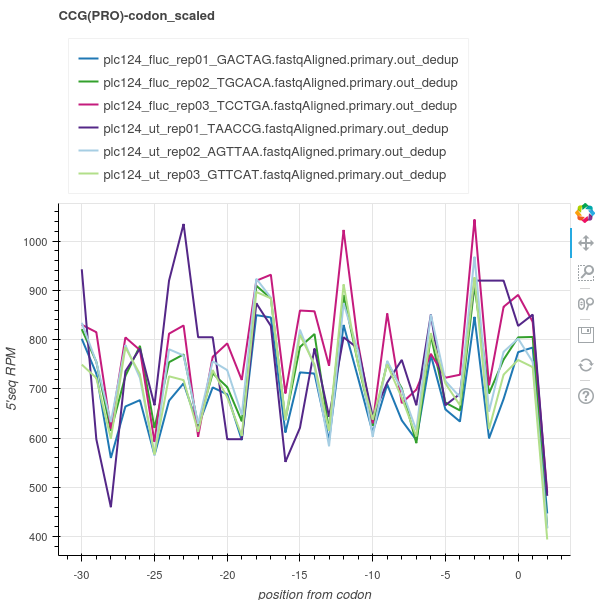 CCG(PRO)-codon_scaled
plc124_fluc_rep01_GACTAG.fastqAligned.primary.out_dedup
plc124_fluc_rep02_TGCACA.fastqAligned.primary.out_dedup
plc124_fluc_rep03_TCCTGA.fastqAligned.primary.out_dedup
plc124_ut_rep01_TAACCG.fastqAligned.primary.out_dedup
plc124_ut_rep02_AGTTAA.fastqAligned.primary.out_dedup
plc124_ut_rep03_GTTCAT.fastqAligned.primary.out_dedup
1000
900
800
700
600
500
400
5'seq RPM
-30 -25 -20 -15 -10 -5 0
position from codon